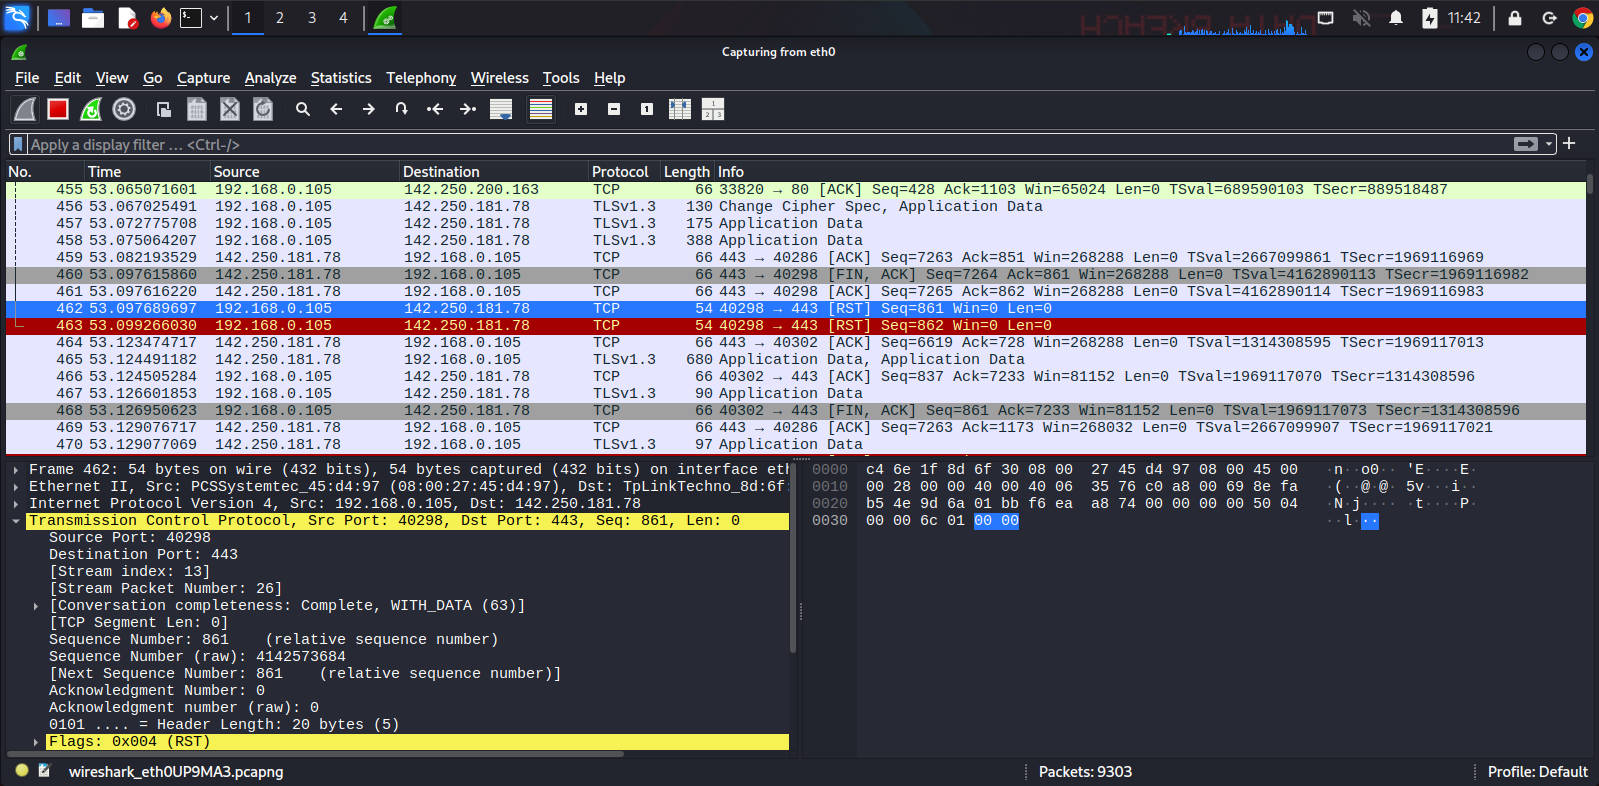 1 2 3 4 11:42
Capturing from eth0
File Edit View Go Capture Analyze Statistics Telephony Wireless Tools Help
Apply a display filter … <Ctrl-/>
No. Time Source Destination Protocol Length Info
455 53.065071601 192.168.0.105 142.250.200.163 TCP 66 33820 → 80 [ACK] Seq=428 Ack=1103 Win=65024 Len=0 TSval=689590103 TSecr=889518487
456 53.067025491 192.168.0.105 142.250.181.78 TLSv1.3 130 Change Cipher Spec, Application Data
457 53.072775708 192.168.0.105 142.250.181.78 TLSv1.3 175 Application Data
458 53.075064207 192.168.0.105 142.250.181.78 TLSv1.3 388 Application Data
459 53.082193529 142.250.181.78 192.168.0.105 TCP 66 443 → 40286 [ACK] Seq=7263 Ack=851 Win=268288 Len=0 TSval=2667099861 TSecr=1969116969
460 53.097615860 142.250.181.78 192.168.0.105 TCP 66 443 → 40298 [FIN, ACK] Seq=7264 Ack=861 Win=268288 Len=0 TSval=4162890113 TSecr=1969116982
461 53.097616220 142.250.181.78 192.168.0.105 TCP 66 443 → 40298 [ACK] Seq=7265 Ack=862 Win=268288 Len=0 TSval=4162890114 TSecr=1969116983
462 53.097689697 192.168.0.105 142.250.181.78 TCP 54 40298 → 443 [RST] Seq=861 Win=0 Len=0
463 53.099266030 192.168.0.105 142.250.181.78 TCP 54 40298 → 443 [RST] Seq=862 Win=0 Len=0
464 53.123474717 142.250.181.78 192.168.0.105 TCP 66 443 → 40302 [ACK] Seq=6619 Ack=728 Win=268288 Len=0 TSval=1314308595 TSecr=1969117013
465 53.124491182 142.250.181.78 192.168.0.105 TLSv1.3 680 Application Data, Application Data
466 53.124505284 192.168.0.105 142.250.181.78 TCP 66 40302 → 443 [ACK] Seq=837 Ack=7233 Win=81152 Len=0 TSval=1969117070 TSecr=1314308596
467 53.126601853 192.168.0.105 142.250.181.78 TLSv1.3 90 Application Data
468 53.126950623 192.168.0.105 142.250.181.78 TCP 66 40302 → 443 [FIN, ACK] Seq=861 Ack=7233 Win=81152 Len=0 TSval=1969117073 TSecr=1314308596
469 53.129076717 142.250.181.78 192.168.0.105 TCP 66 443 → 40286 [ACK] Seq=7263 Ack=1173 Win=268032 Len=0 TSval=2667099907 TSecr=1969117021
470 53.129077069 142.250.181.78 192.168.0.105 TLSv1.3 97 Application Data
Frame 462: 54 bytes on wire (432 bits), 54 bytes captured (432 bits) on interface eth
Ethernet II, Src: PCSSystemtec_45:d4:97 (08:00:27:45:d4:97), Dst: TpLinkTechno_8d:6f:
Internet Protocol Version 4, Src: 192.168.0.105, Dst: 142.250.181.78
Transmission Control Protocol, Src Port: 40298, Dst Port: 443, Seq: 861, Len: 0
Source Port: 40298
Destination Port: 443
[Stream index: 13]
[Stream Packet Number: 26]
[Conversation completeness: Complete, WITH_DATA (63)]
[TCP Segment Len: 0]
Sequence Number: 861 (relative sequence number)
Sequence Number (raw): 4142573684
[Next Sequence Number: 861 (relative sequence number)]
Acknowledgment Number: 0
Acknowledgment number (raw): 0
0101 .... = Header Length: 20 bytes (5)
Flags: 0x004 (RST)
0000 c4 6e 1f 8d 6f 30 08 00 27 45 d4 97 08 00 45 00 ·n··o0·· 'E····E·
0010 00 28 00 00 40 00 40 06 35 76 c0 a8 00 69 8e fa ·(··@·@· 5v···i··
0020 b5 4e 9d 6a 01 bb f6 ea a8 74 00 00 00 00 50 04 ·N·j···· ·t····P·
0030 00 00 6c 01 00 00 ··l···
wireshark_eth0UP9MA3.pcapng Packets: 9303 Profile: Default